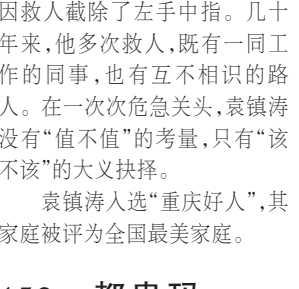 因救人截除了左手中指。几十
年来，他多次救人，既有一同工
作的同事，也有互不相识的路
人。在一次次危急关头，袁镇涛
没有“值不值”的考量，只有“该
不该”的大义抉择。
袁镇涛入选“重庆好人”，其
家庭被评为全国最美家庭。